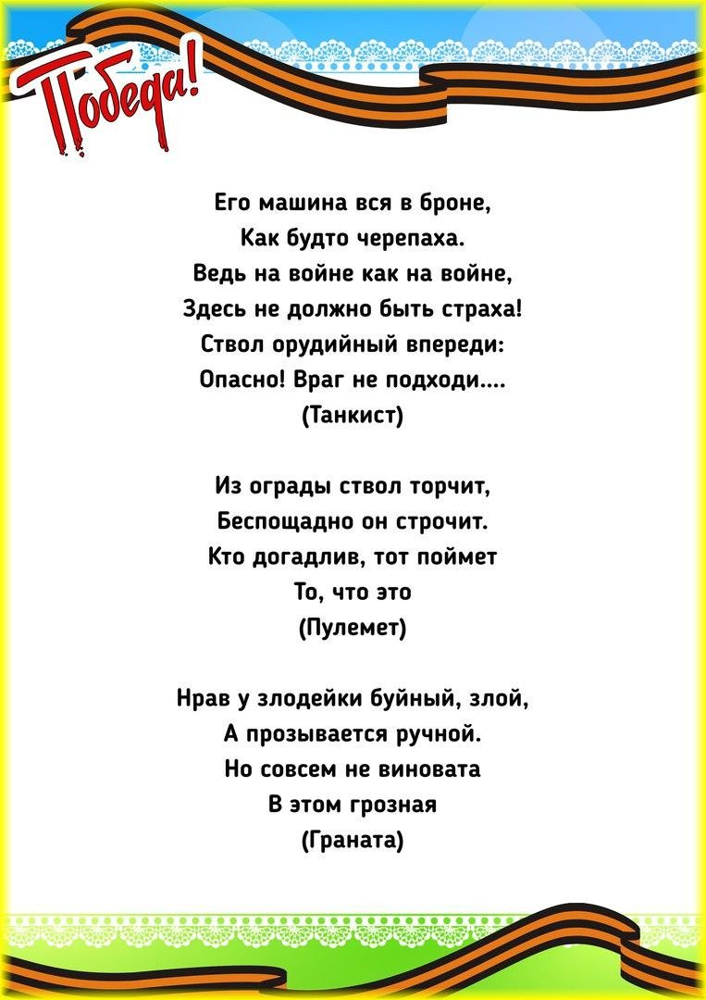 Победа!
Его машина вся в броне,
Как будто черепаха.
Ведь на войне как на войне,
Здесь не должно быть страха!
Ствол орудийный впереди:
Опасно! Враг не подходи....
(Танкист)
Из ограды ствол торчит,
Беспощадно он строчит.
Кто догадлив, тот поймет
То, что это
(Пулемет)
Нрав у злодейки буйный, злой,
А прозывается ручной.
Но совсем не виновата
В этом грозная
(Граната)